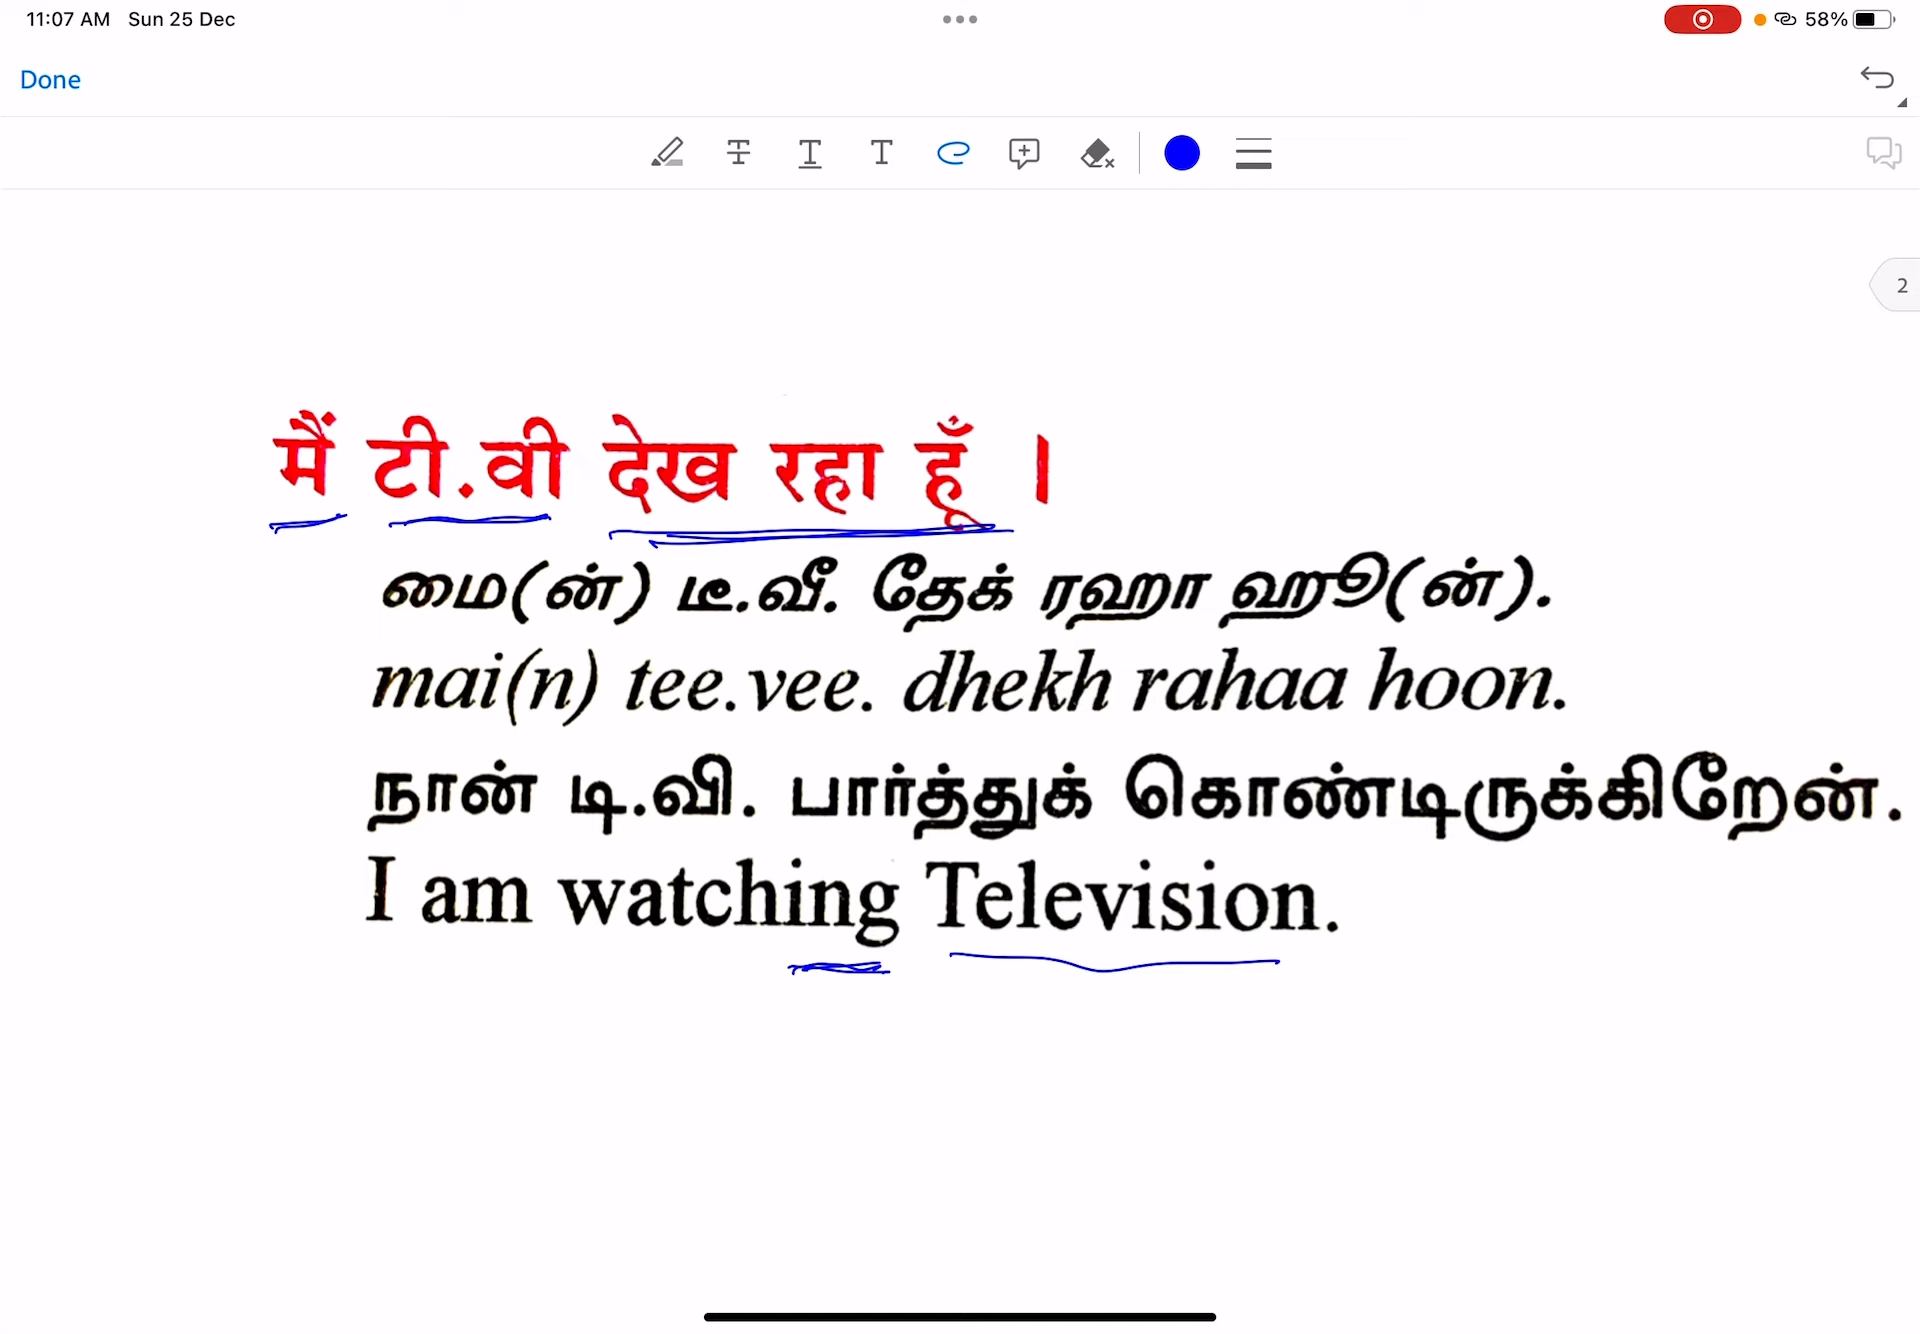 11:07 AM Sun 25 Dec
58%
Done
2
मैं टी.वी देख रहा हूँ ।
மை(ன்) டீ.வீ. தேக் ரஹா ஹூ(ன்).
mai(n) tee.vee. dhekh rahaa hoon.
நான் டி.வி. பார்த்துக் கொண்டிருக்கிறேன்.
I am watching Television.